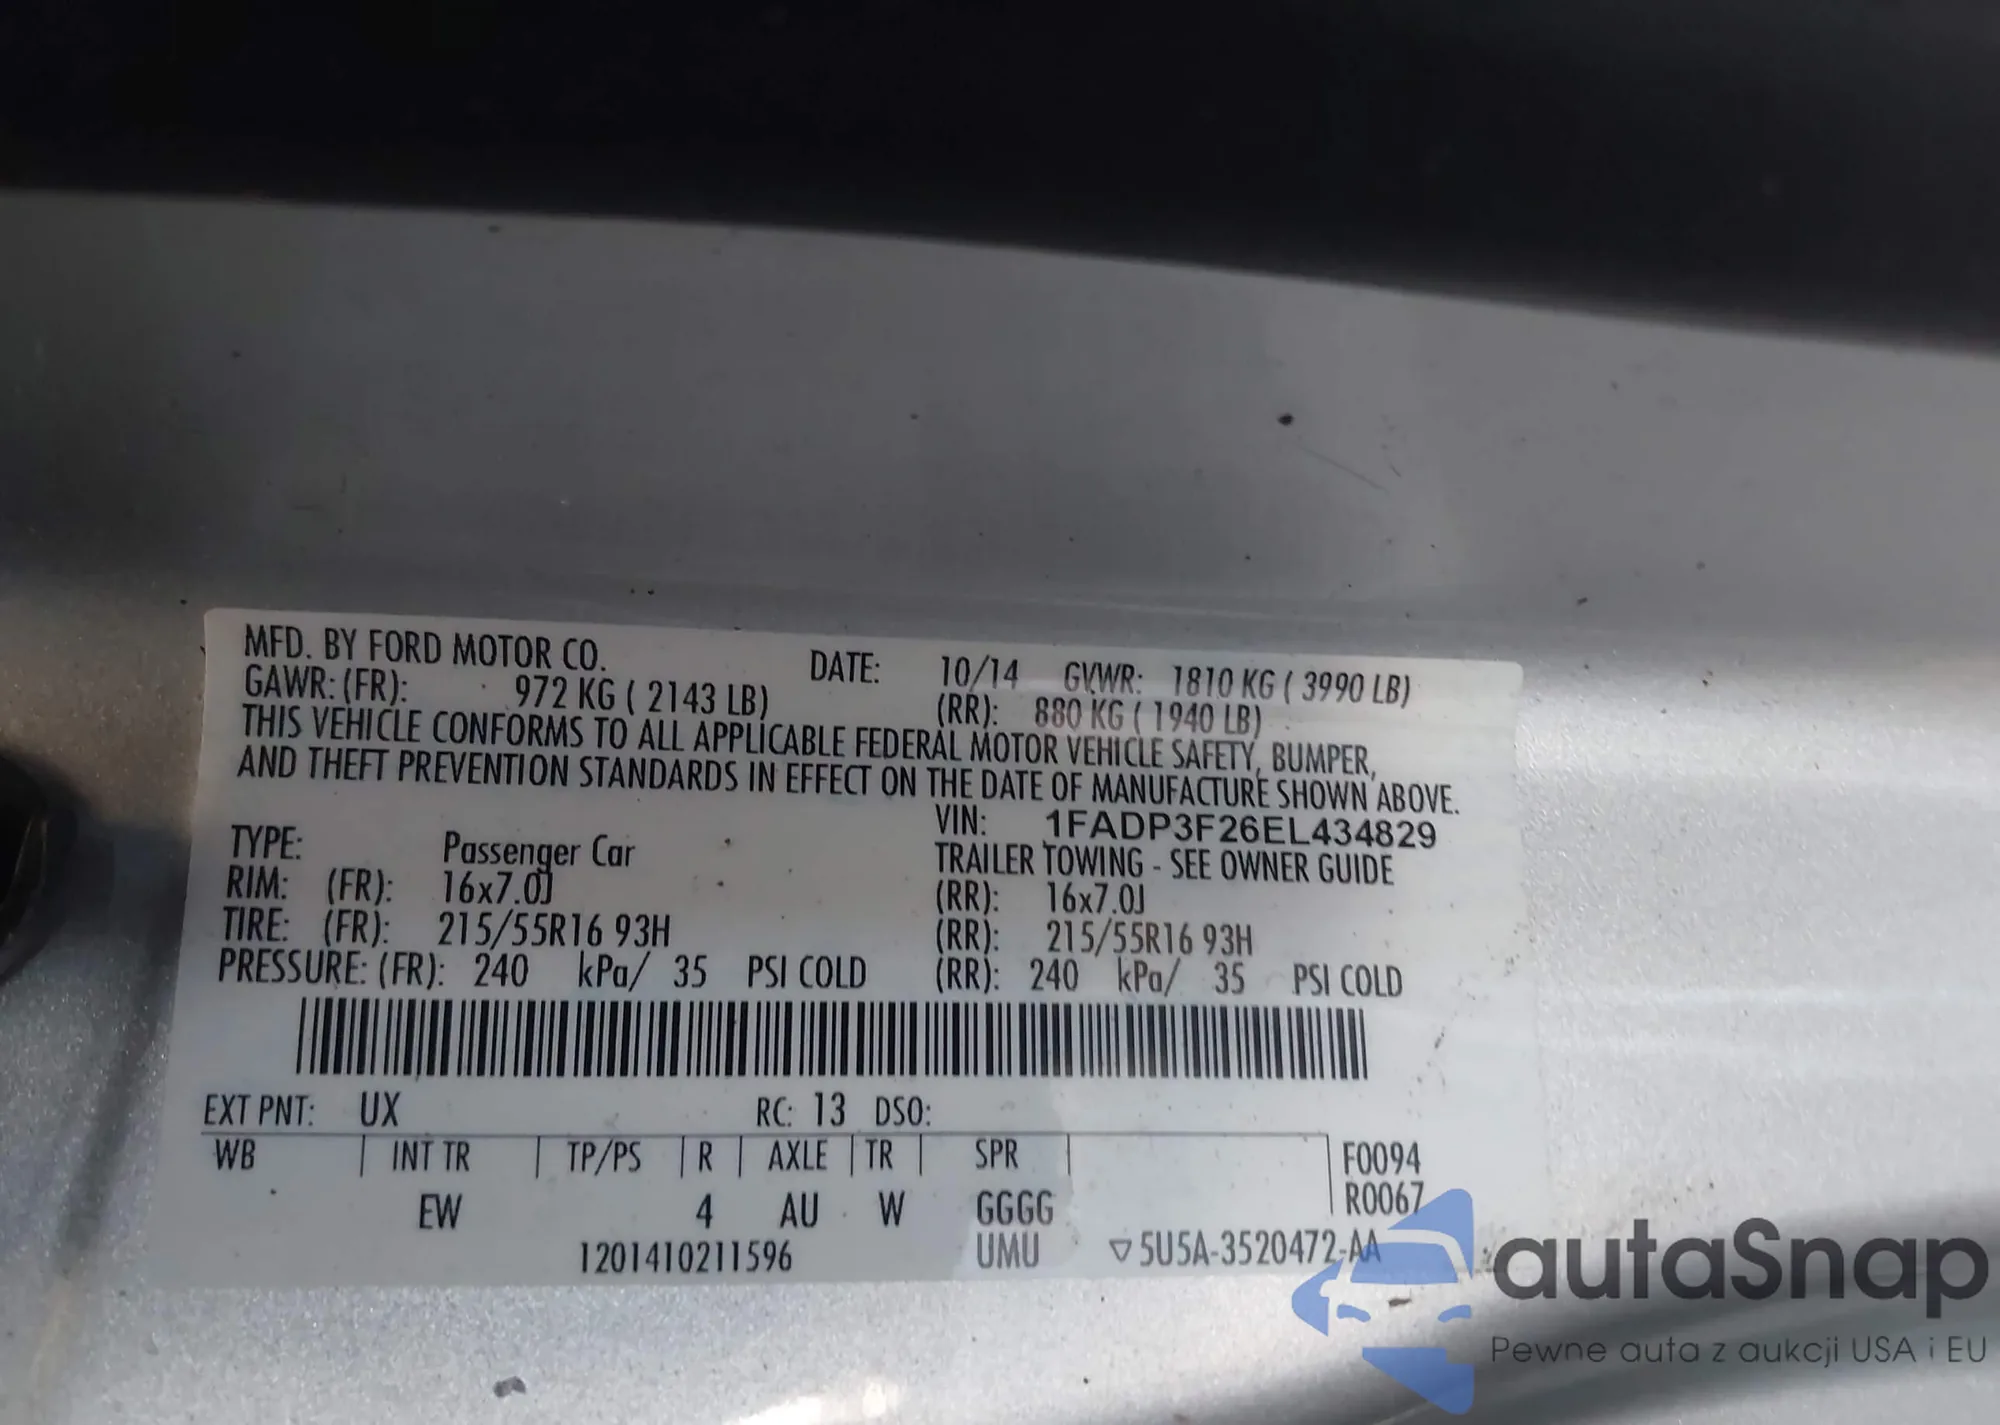 MFD. BY FORD MOTOR CO. DATE: 10/14 GVWR: 1810 KG ( 3990 LB)
GAWR: (FR): 972 KG ( 2143 LB) (RR): 880 KG ( 1940 LB)
THIS VEHICLE CONFORMS TO ALL APPLICABLE FEDERAL MOTOR VEHICLE SAFETY, BUMPER,
AND THEFT PREVENTION STANDARDS IN EFFECT ON THE DATE OF MANUFACTURE SHOWN ABOVE.
VIN: 1FADP3F26EL434829
TYPE: Passenger Car TRAILER TOWING - SEE OWNER GUIDE
RIM: (FR): 16x7.0J (RR): 16x7.0J
TIRE: (FR): 215/55R16 93H (RR): 215/55R16 93H
PRESSURE: (FR): 240 kPa/ 35 PSI COLD (RR): 240 kPa/ 35 PSI COLD
EXT PNT: UX RC: 13 DSO:
WB INT TR TP/PS R AXLE TR SPR F0094
R0067
EW 4 AU W GGGG
1201410211596 UMU ▽5U5A-3520472-AA
autaSnap
Pewne auta z aukcji USA i EU